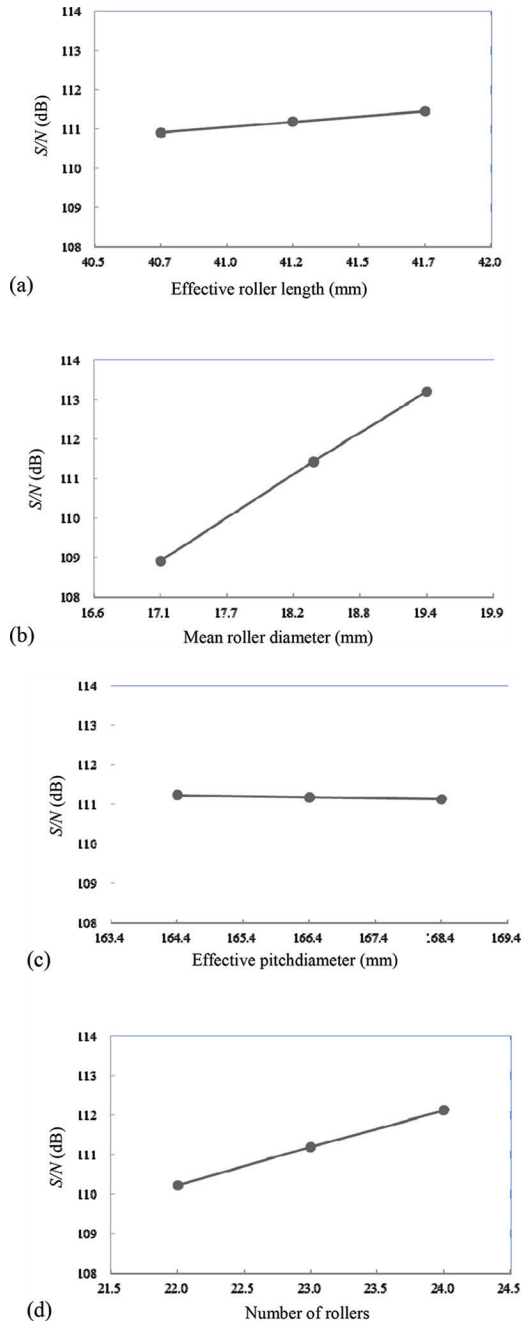 114
113
112
111
110
109
108
S/N (dB)
40.5 40.7 41.0 41.2 41.5 41.7 42.0
(a)
Effective roller length (mm)
114
113
112
111
110
109
108
S/N (dB)
16.6 17.1 17.7 18.2 18.8 19.4 19.9
(b)
Mean roller diameter (mm)
114
113
112
111
110
109
108
S/N (dB)
163.4 164.4 165.4 166.4 167.4 168.4 169.4
(c)
Effective pitchdiameter (mm)
114
113
112
111
110
109
108
S/N (dB)
21.5 22.0 22.5 23.0 23.5 24.0 24.5
(d)
Number of rollers